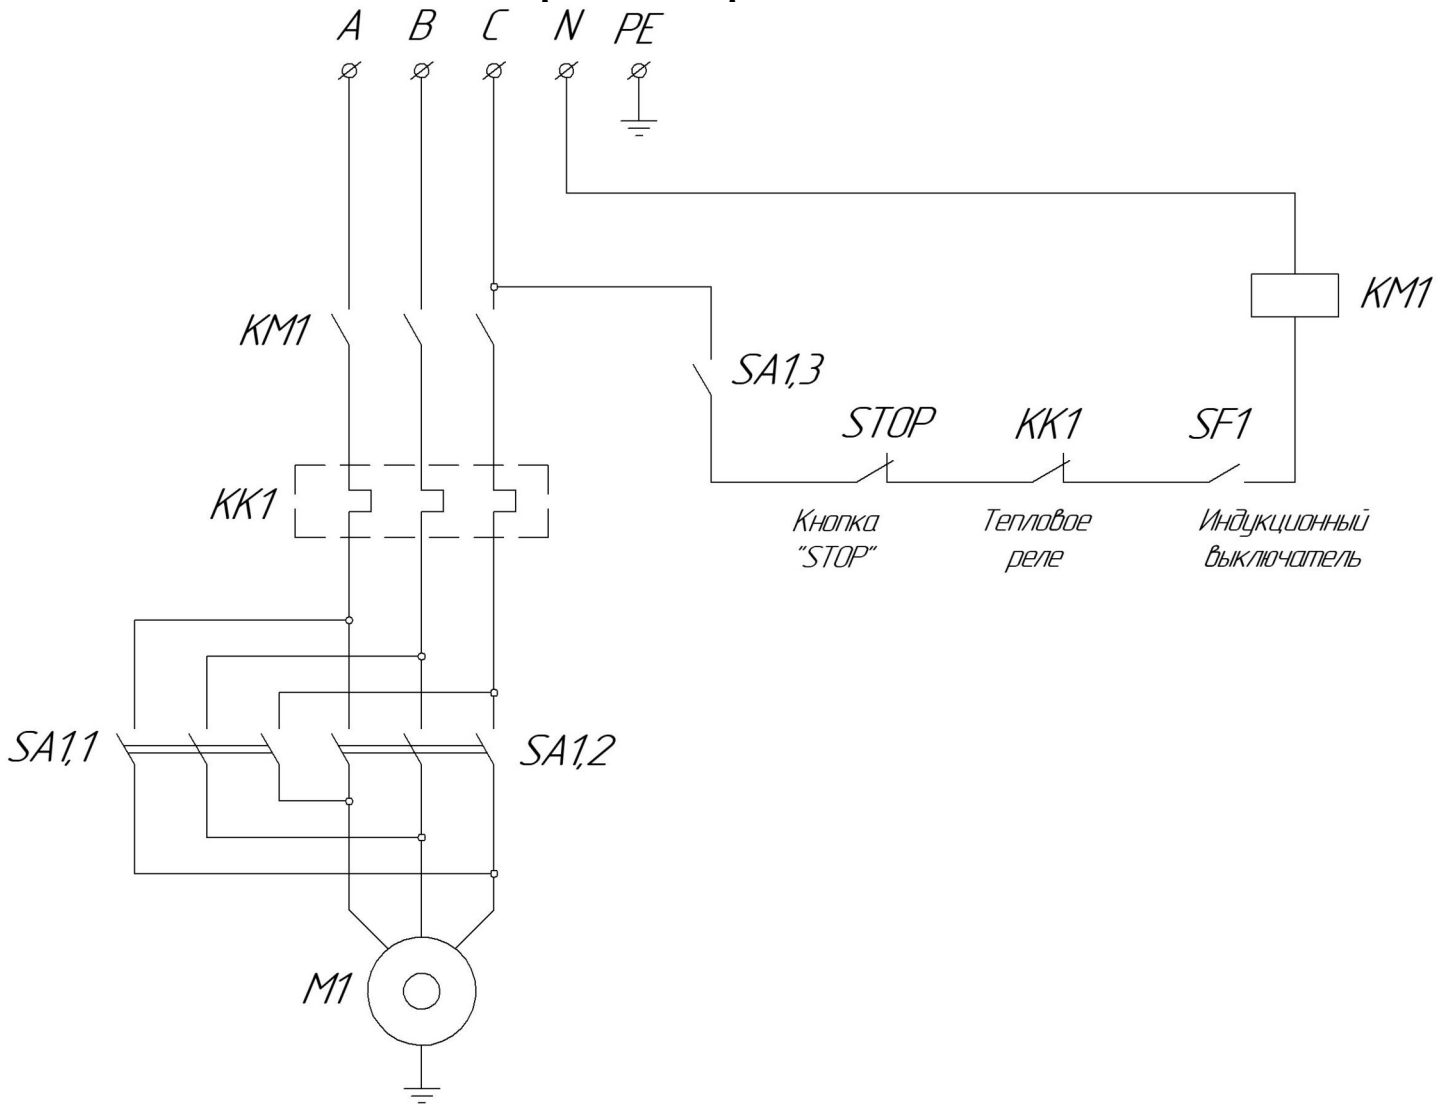 A B C N PE
KM1
KM1
SA1,3
STOP KK1 SF1
KK1
Кнопка
"STOP"
Тепловое
реле
Индукционный
выключатель
SA1,1
SA1,2
M1